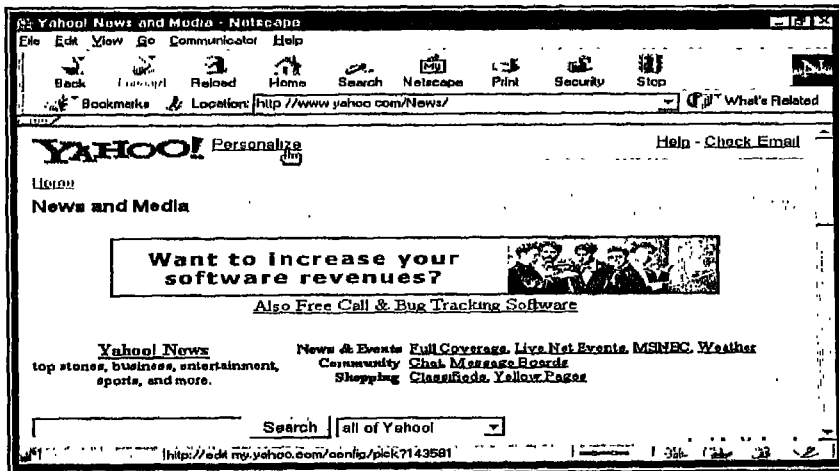 Yahoo! News and Media - Netscape
File Edit View Go Communicator Help
Back Forward Reload Home Search Netscape Print Security Stop
Bookmarks Location: http://www.yahoo.com/News/ What's Related
YAHOO! Personalize Help - Check Email
Home
News and Media
Want to increase your
software revenues?
Also Free Call & Bug Tracking Software
Yahoo! News
top stories, business, entertainment,
sports, and more.
News & Events Full Coverage, Live Net Events, MSNBC, Weather
Community Chat, Message Boards
Shopping Classifieds, Yellow Pages
Search all of Yahoo!
http://edit.my.yahoo.com/config/pick?143581